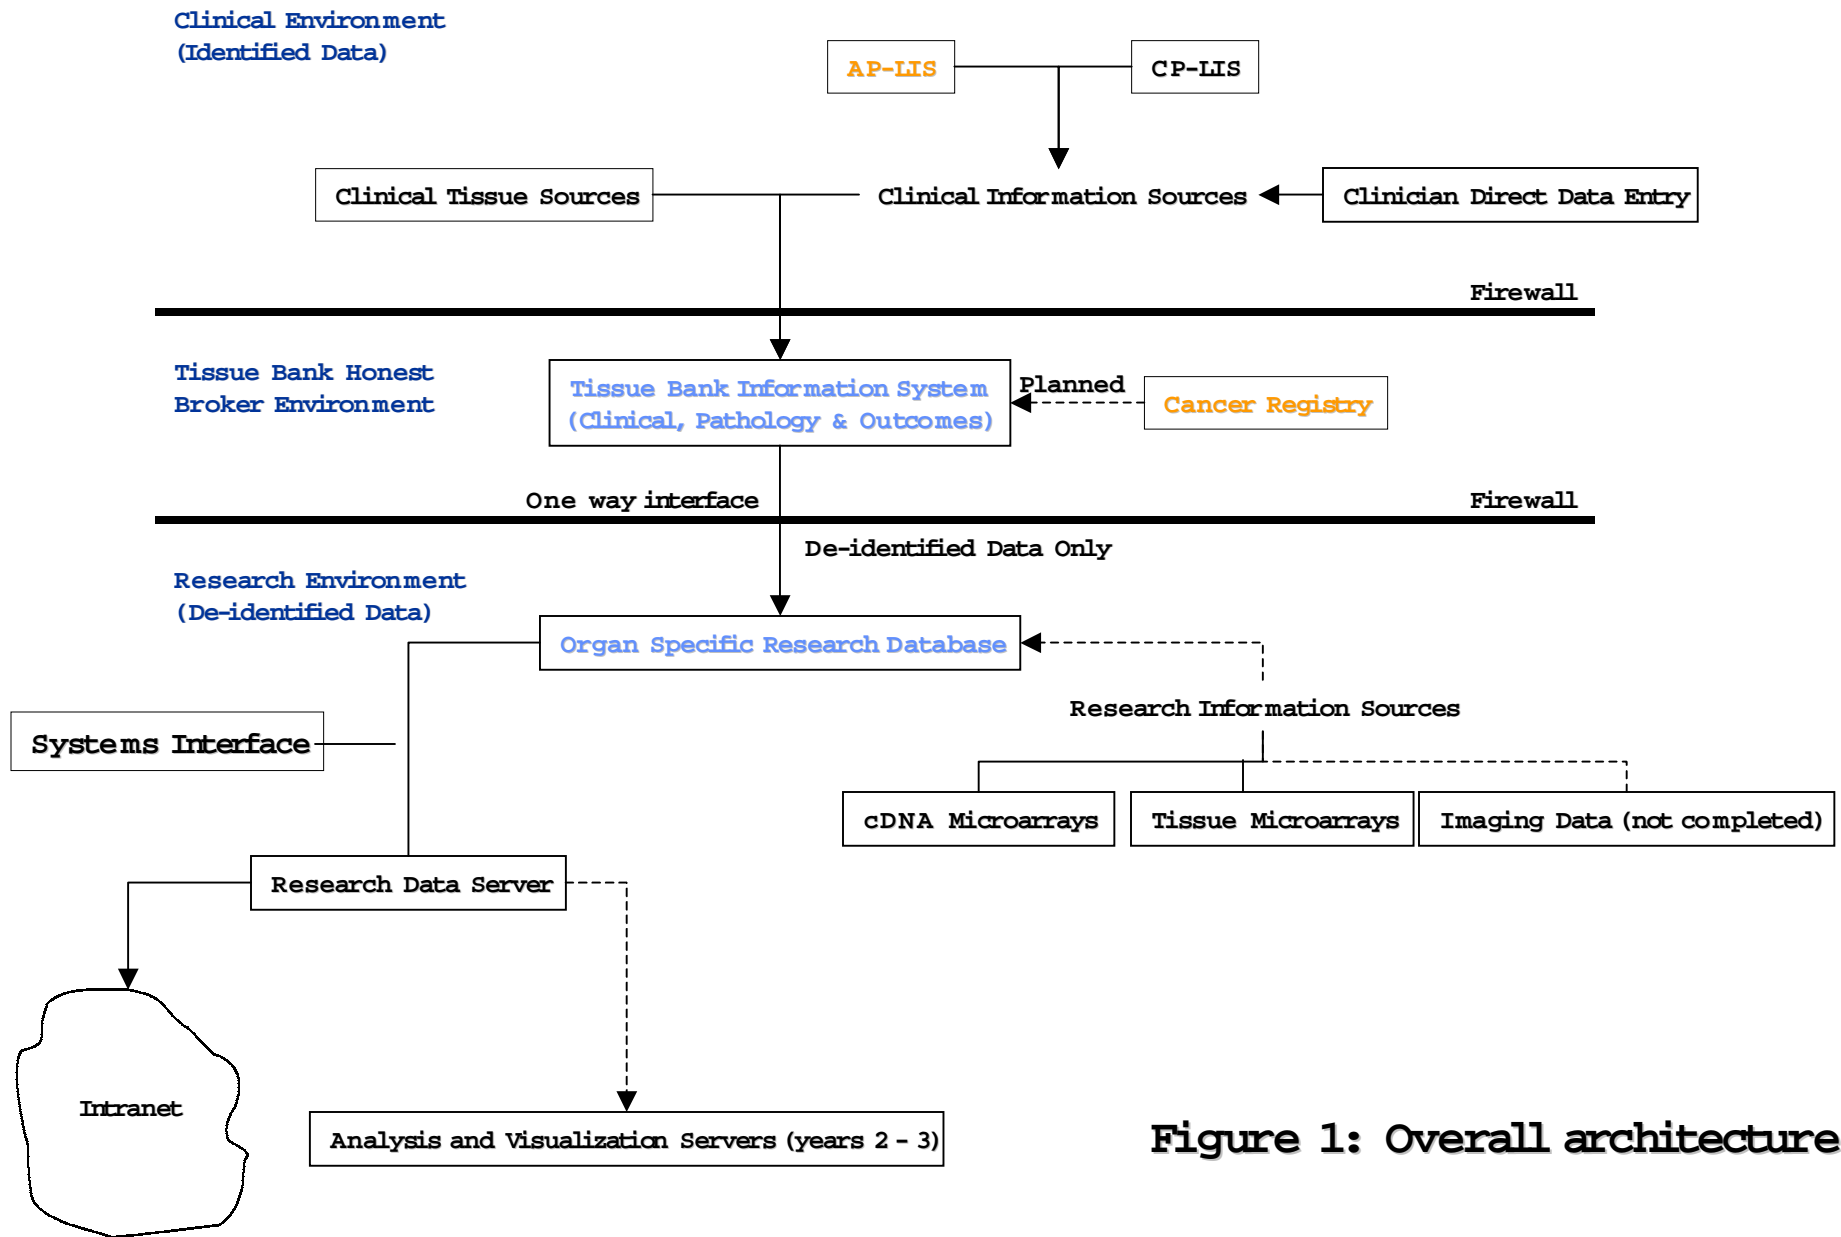 Clinical Environment
(Identified Data)
AP-LIS
CP-LIS
Clinical Tissue Sources
Clinical Information Sources
Clinician Direct Data Entry
Firewall
Tissue Bank Honest
Broker Environment
Tissue Bank Information System
(Clinical, Pathology & Outcomes)
Planned
Cancer Registry
One way interface
Firewall
De-identified Data Only
Research Environment
(De-identified Data)
Organ Specific Research Database
Research Information Sources
Systems Interface
cDNA Microarrays
Tissue Microarrays
Imaging Data (not completed)
Research Data Server
Intranet
Analysis and Visualization Servers (years 2 - 3)
Figure 1: Overall architecture